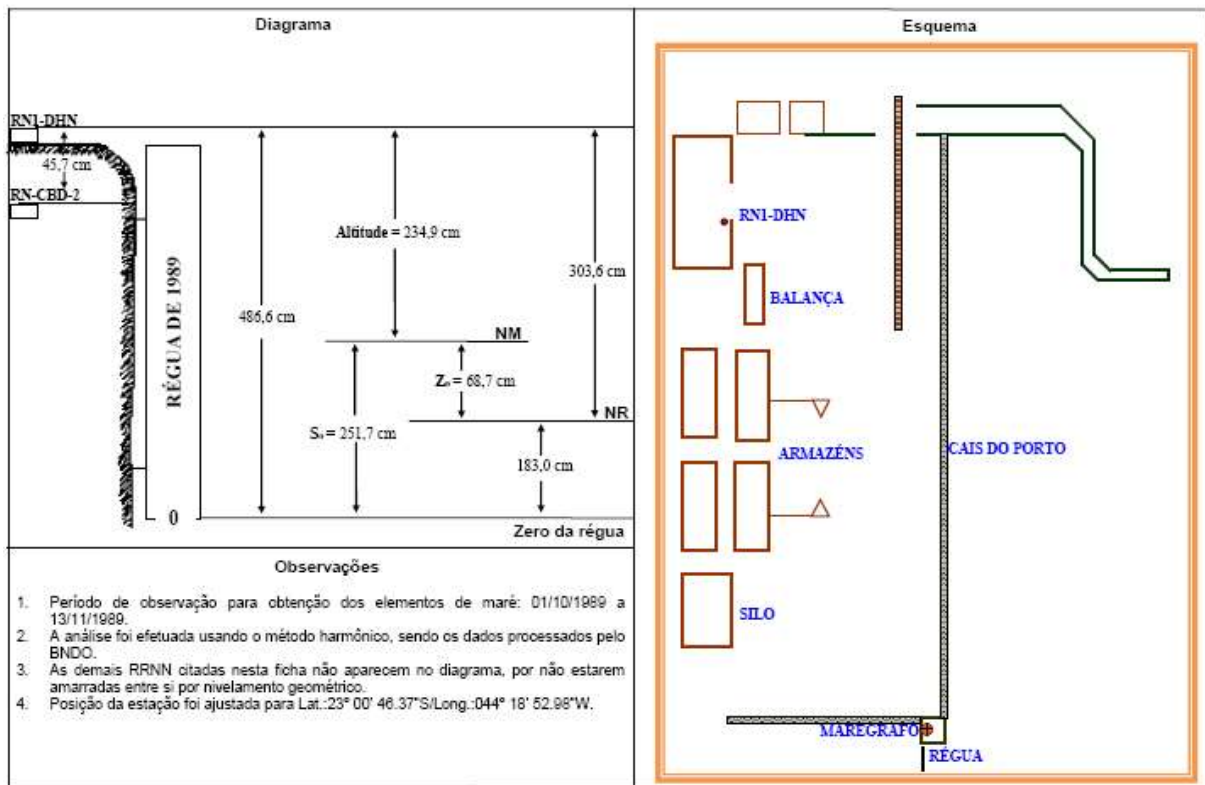 Diagrama
RN1-DHN
45,7 cm
RN-CBD-2
RÉGUA DE 1989
0
486,6 cm
Altitude = 234,9 cm
303,6 cm
NM
Zₒ = 68,7 cm
NR
Sₒ = 251,7 cm
183,0 cm
Zero da régua
Observações
1. Período de observação para obtenção dos elementos de maré: 01/10/1989 a
13/11/1989.
2. A análise foi efetuada usando o método harmônico, sendo os dados processados pelo
BNDO.
3. As demais RRNN citadas nesta ficha não aparecem no diagrama, por não estarem
amarradas entre si por nivelamento geométrico.
4. Posição da estação foi ajustada para Lat.:23° 00' 46.37"S/Long.:044° 18' 52.98"W.
Esquema
RN1-DHN
BALANÇA
ARMAZÉNS
CAIS DO PORTO
SILO
MARÉGRAFO
RÉGUA